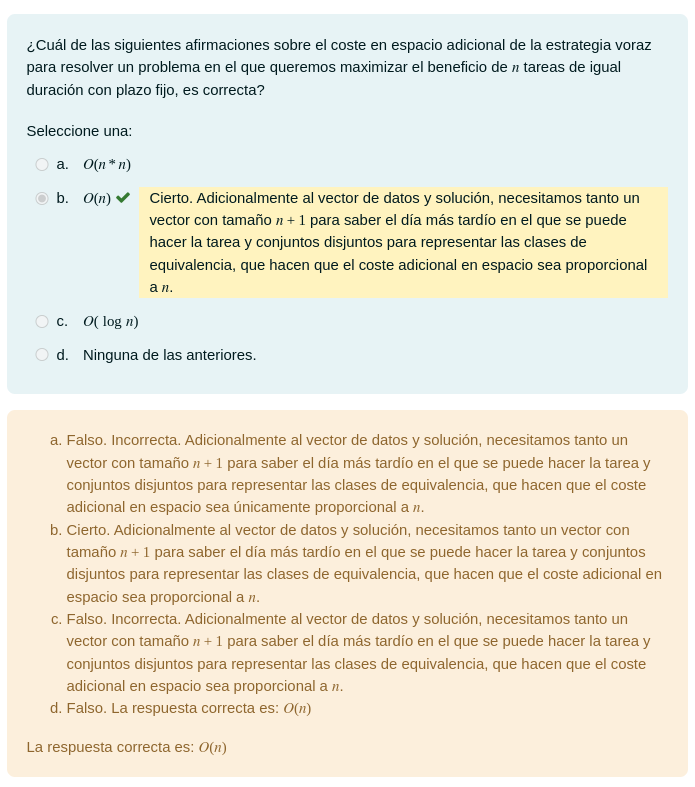 ¿Cuál de las siguientes afirmaciones sobre el coste en espacio adicional de la estrategia voraz
para resolver un problema en el que queremos maximizar el beneficio de n tareas de igual
duración con plazo fijo, es correcta?
Seleccione una:
a. O(n * n)
b. O(n) ✔ Cierto. Adicionalmente al vector de datos y solución, necesitamos tanto un
vector con tamaño n + 1 para saber el día más tardío en el que se puede
hacer la tarea y conjuntos disjuntos para representar las clases de
equivalencia, que hacen que el coste adicional en espacio sea proporcional
a n.
c. O( log n)
d. Ninguna de las anteriores.
a. Falso. Incorrecta. Adicionalmente al vector de datos y solución, necesitamos tanto un
vector con tamaño n + 1 para saber el día más tardío en el que se puede hacer la tarea y
conjuntos disjuntos para representar las clases de equivalencia, que hacen que el coste
adicional en espacio sea únicamente proporcional a n.
b. Cierto. Adicionalmente al vector de datos y solución, necesitamos tanto un vector con
tamaño n + 1 para saber el día más tardío en el que se puede hacer la tarea y conjuntos
disjuntos para representar las clases de equivalencia, que hacen que el coste adicional en
espacio sea proporcional a n.
c. Falso. Incorrecta. Adicionalmente al vector de datos y solución, necesitamos tanto un
vector con tamaño n + 1 para saber el día más tardío en el que se puede hacer la tarea y
conjuntos disjuntos para representar las clases de equivalencia, que hacen que el coste
adicional en espacio sea proporcional a n.
d. Falso. La respuesta correcta es: O(n)
La respuesta correcta es: O(n)